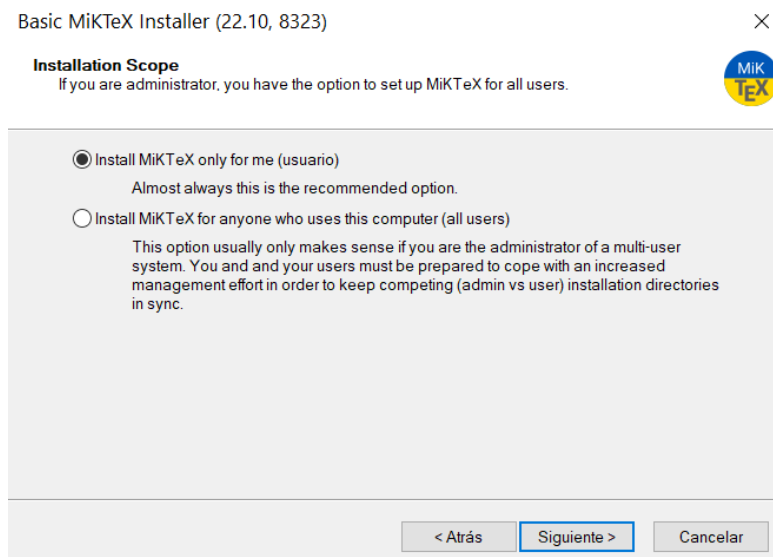 Basic MiKTeX Installer (22.10, 8323)
Installation Scope
If you are administrator, you have the option to set up MiKTeX for all users.
MiK
TEX
Install MiKTeX only for me (usuario)
Almost always this is the recommended option.
Install MiKTeX for anyone who uses this computer (all users)
This option usually only makes sense if you are the administrator of a multi-user
system. You and and your users must be prepared to cope with an increased
management effort in order to keep competing (admin vs user) installation directories
in sync.
< Atrás
Siguiente >
Cancelar